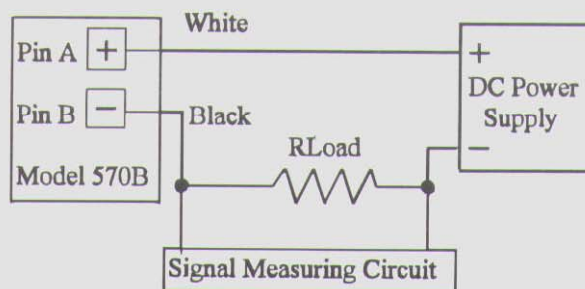 White
Pin A +
+
DC Power
Supply
Pin B −
Black
−
RLoad
Model 570B
Signal Measuring Circuit